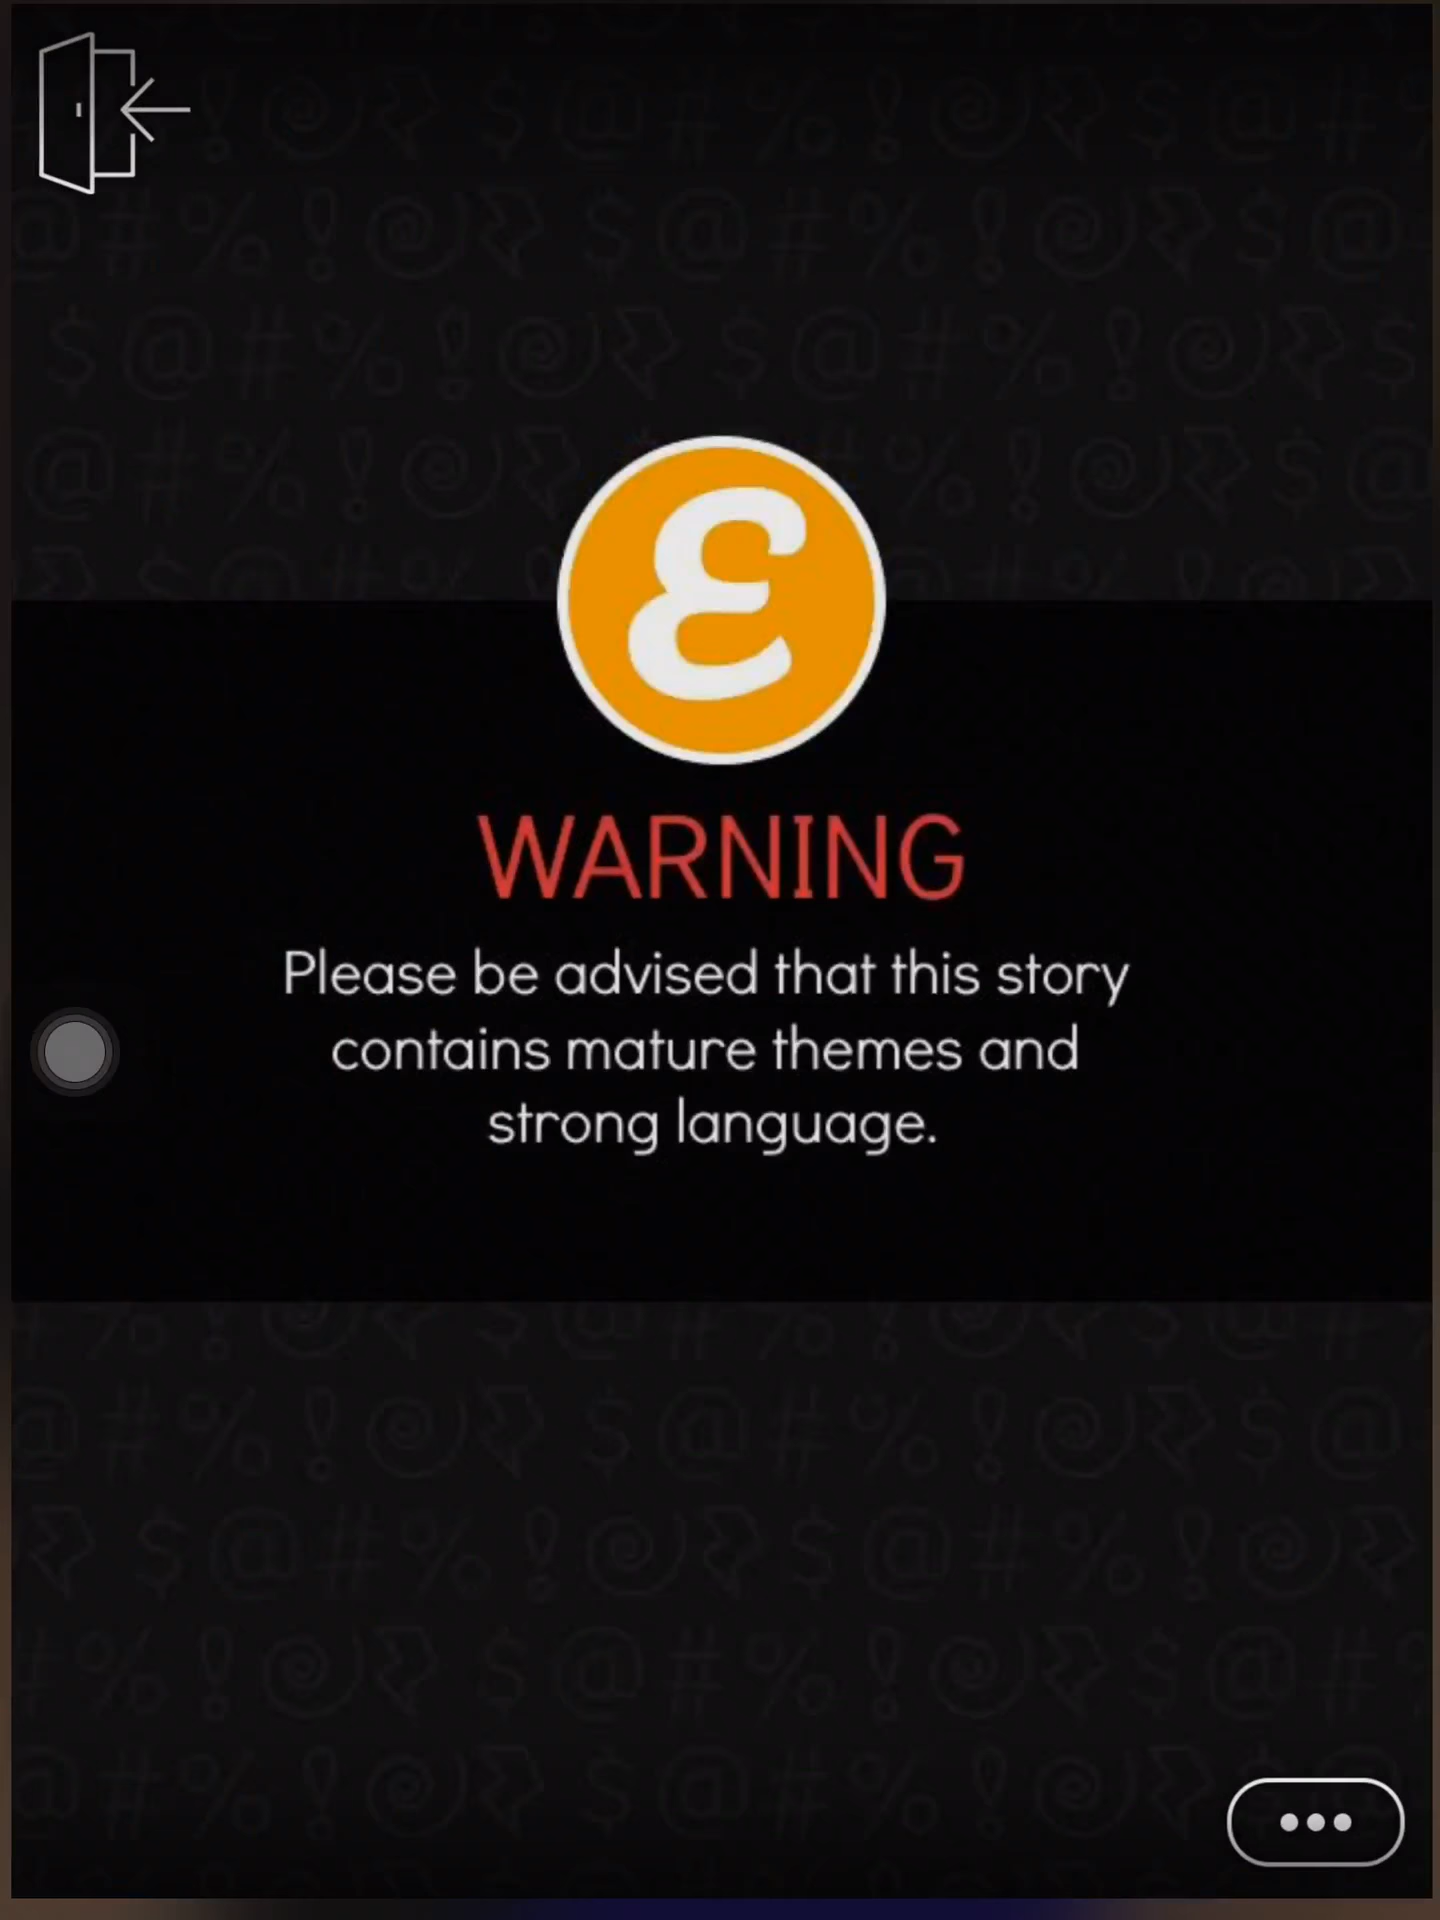 ε
WARNING
Please be advised that this story
contains mature themes and
strong language.